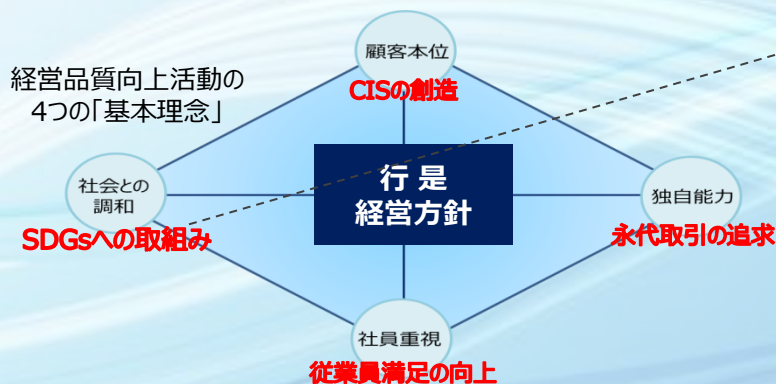 顧客本位
CISの創造
経営品質向上活動の
4つの「基本理念」
社会との
調和
SDGsへの取組み
行 是
経営方針
独自能力
永代取引の追求
社員重視
従業員満足の向上